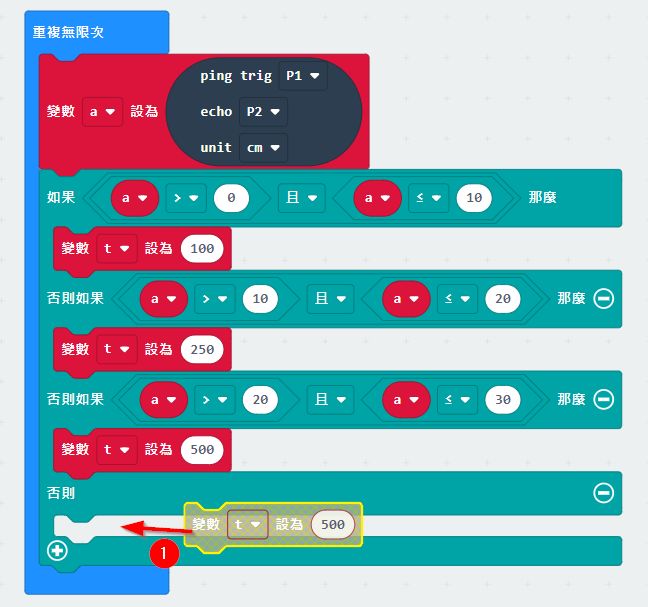 重複無限次
ping trig P1
變數 a 設為 echo P2
unit cm
如果 a > 0 且 a ≤ 10 那麼
變數 t 設為 100
否則如果 a > 10 且 a ≤ 20 那麼
變數 t 設為 250
否則如果 a > 20 且 a ≤ 30 那麼
變數 t 設為 500
否則
變數 t 設為 500
1